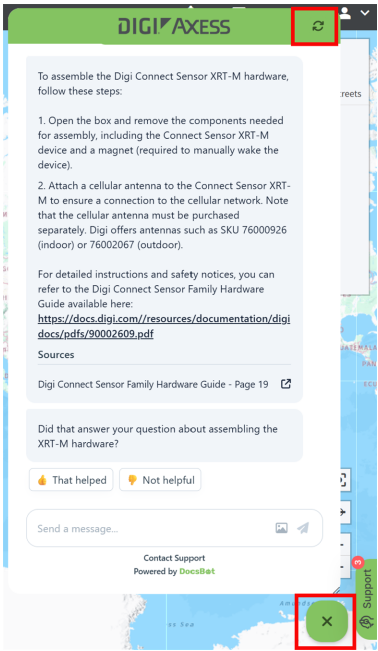 DIGI AXESS
To assemble the Digi Connect Sensor XRT-M hardware,
follow these steps:
1. Open the box and remove the components needed
for assembly, including the Connect Sensor XRT-M
device and a magnet (required to manually wake the
device).
2. Attach a cellular antenna to the Connect Sensor XRT-
M to ensure a connection to the cellular network. Note
that the cellular antenna must be purchased
separately. Digi offers antennas such as SKU 76000926
(indoor) or 76002067 (outdoor).
For detailed instructions and safety notices, you can
refer to the Digi Connect Sensor Family Hardware
Guide available here:
https://docs.digi.com//resources/documentation/digi
docs/pdfs/90002609.pdf
Sources
Digi Connect Sensor Family Hardware Guide - Page 19
Did that answer your question about assembling the
XRT-M hardware?
That helped
Not helpful
Send a message...
Contact Support
Powered by DocsBot
3
Support
ss Sea